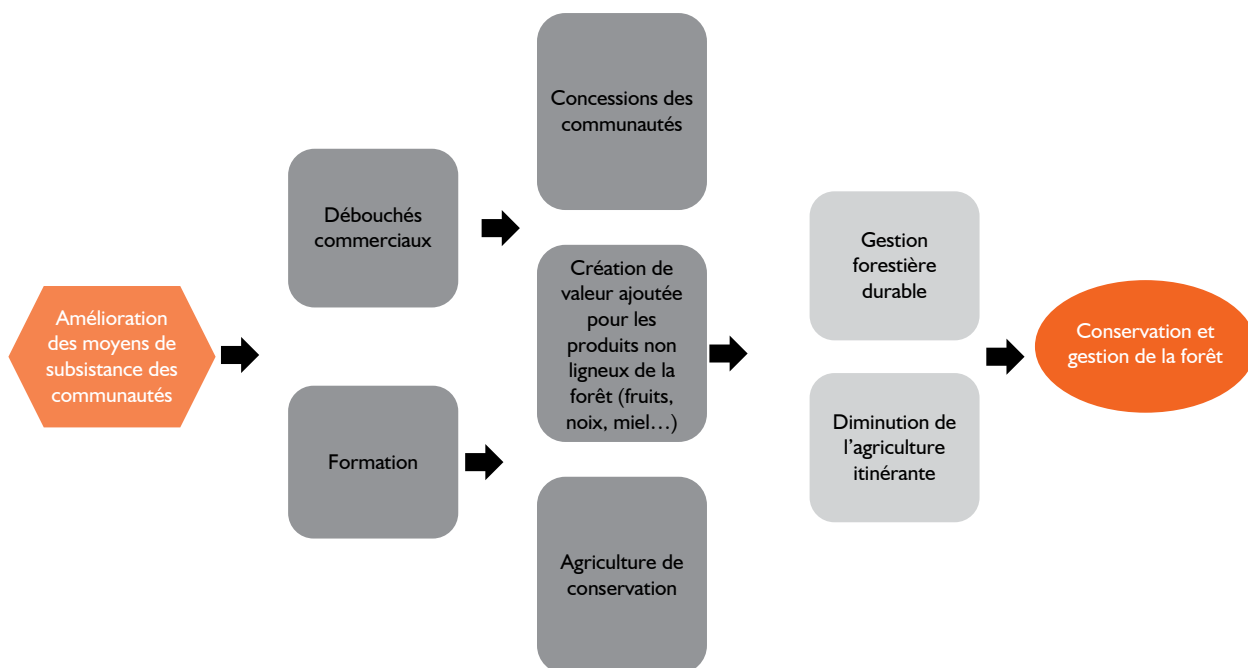 Amélioration
des moyens de
subsistance des
communautés
Débouchés
commerciaux
Formation
Concessions des
communautés
Création de
valeur ajoutée
pour les
produits non
ligneux de la
forêt (fruits,
noix, miel…)
Agriculture de
conservation
Gestion
forestière
durable
Diminution de
l’agriculture
itinérante
Conservation et
gestion de la forêt